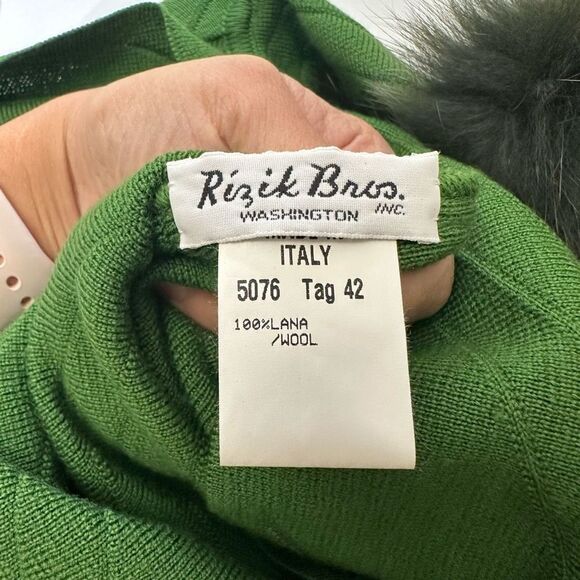 Rizik Bros.
WASHINGTON INC.
ITALY
5076 Tag 42
100%LANA
/WOOL